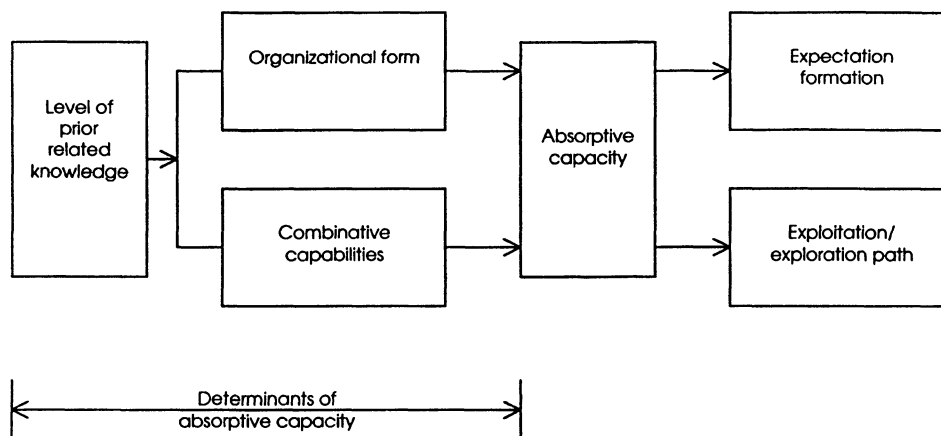 Level of
prior
related
knowledge
Organizational form
Combinative
capabilities
Absorptive
capacity
Expectation
formation
Exploitation/
exploration path
Determinants of
absorptive capacity